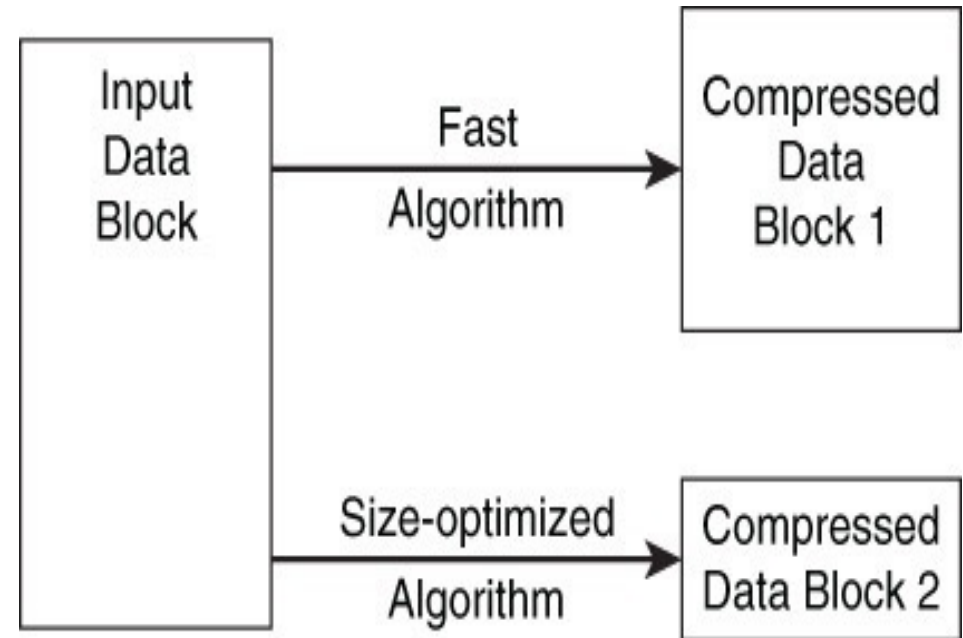 Input
Data
Block
Fast
Algorithm
Compressed
Data
Block 1
Size-optimized
Algorithm
Compressed
Data Block 2